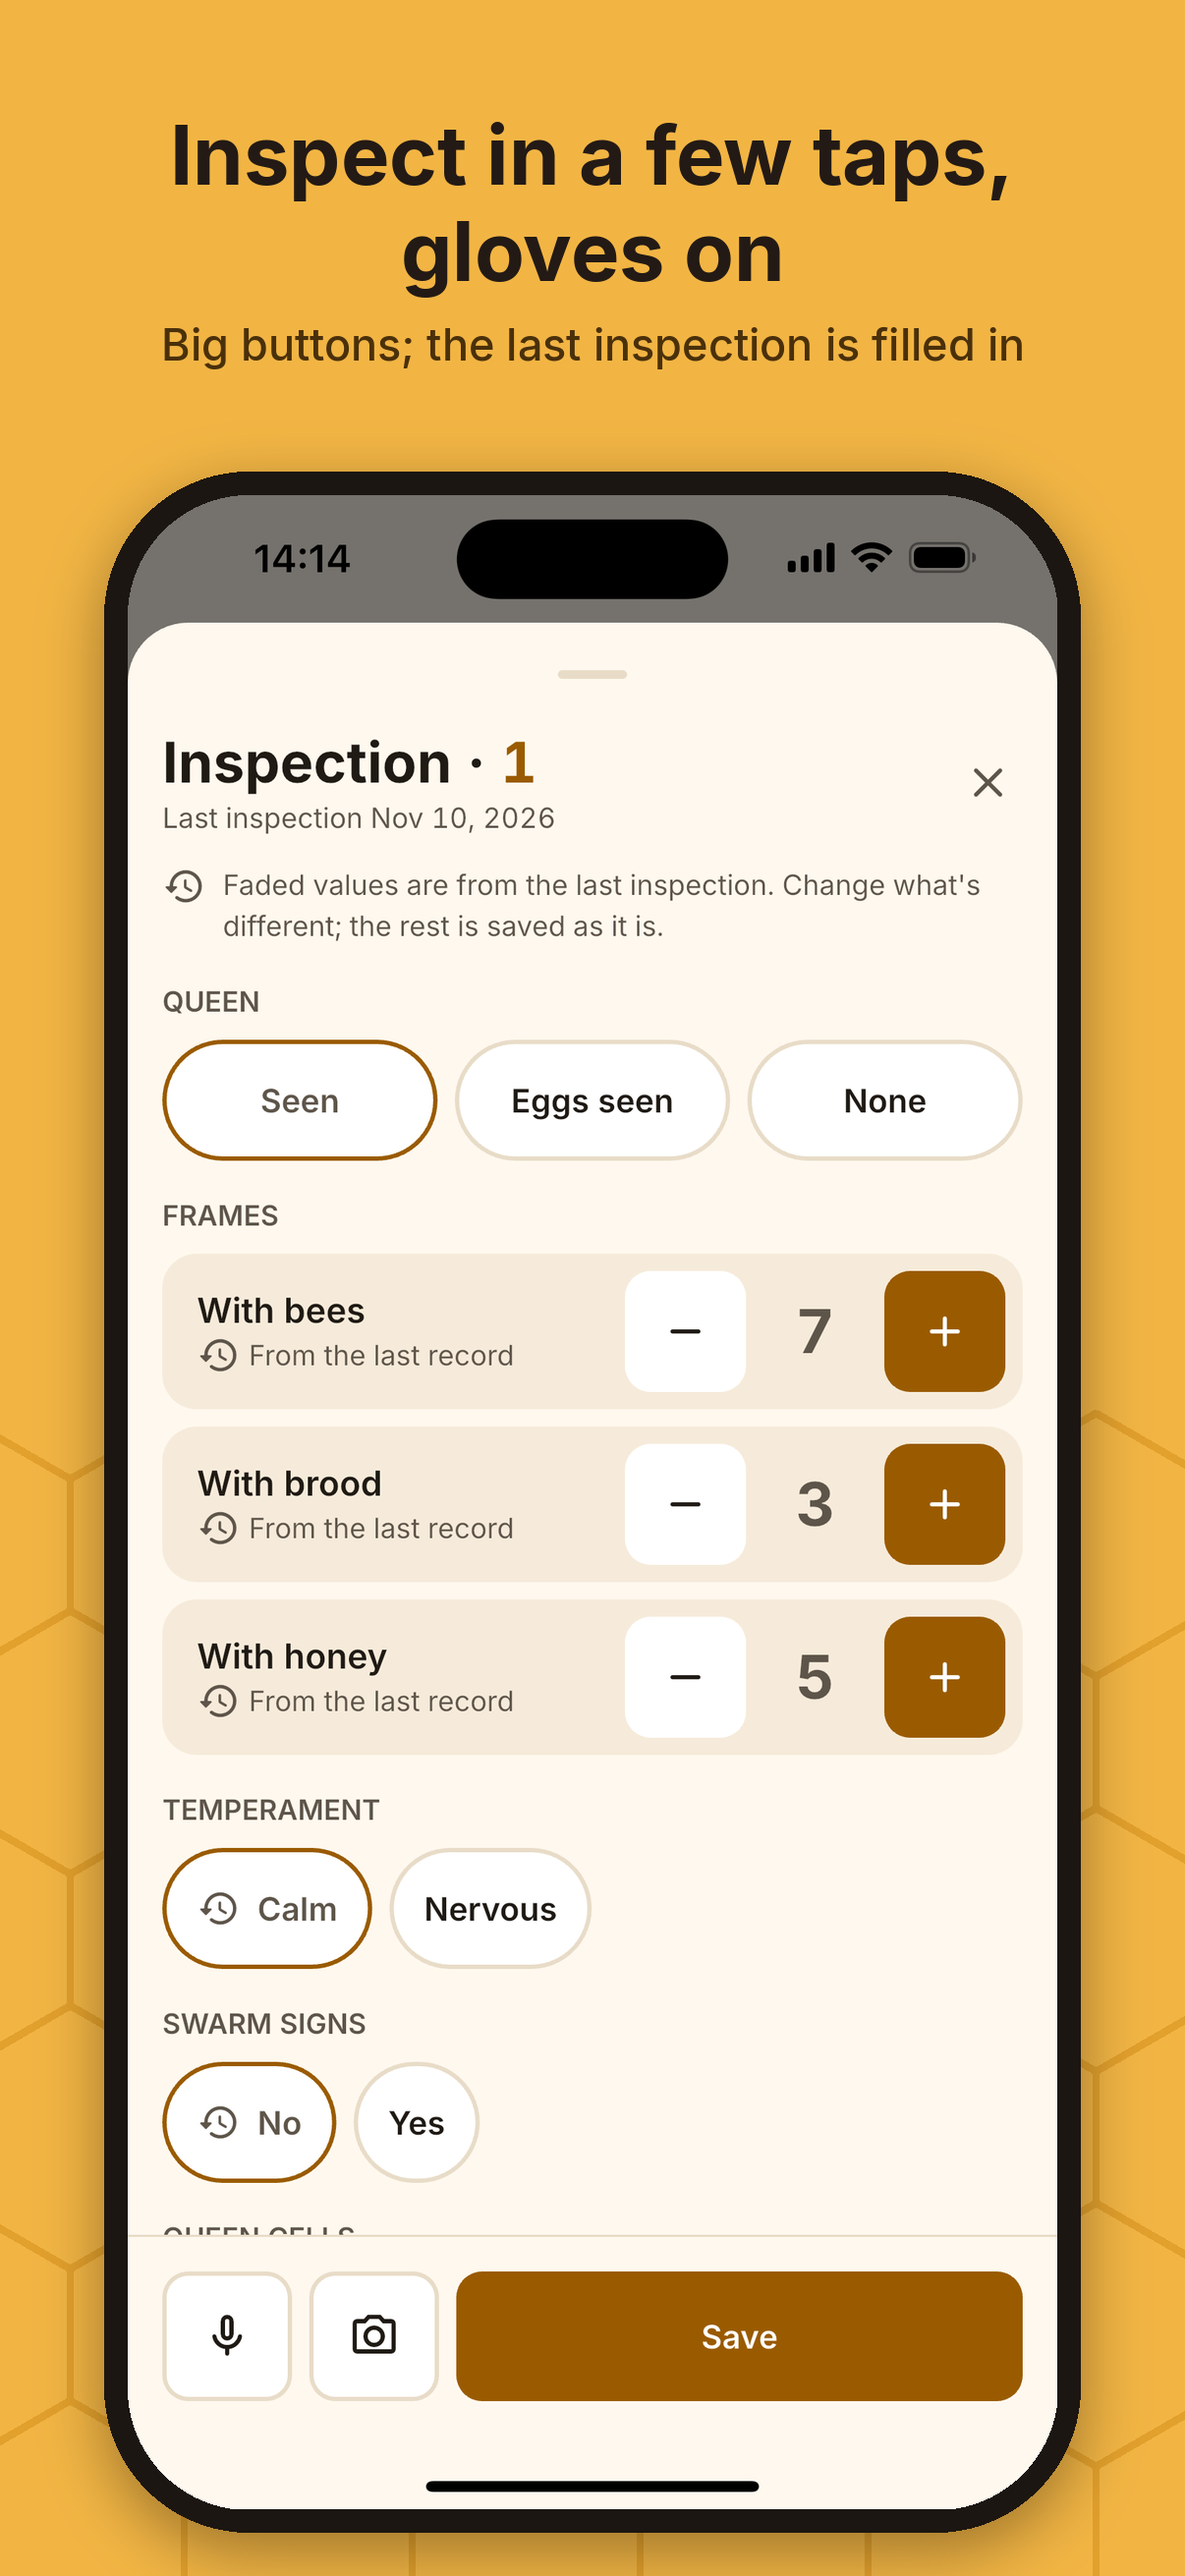 Inspect in a few taps,
gloves on
Big buttons; the last inspection is filled in
14:14
Inspection · 1
Last inspection Nov 10, 2026
Faded values are from the last inspection. Change what's
different; the rest is saved as it is.
QUEEN
Seen
Eggs seen
None
FRAMES
With bees
From the last record
7
With brood
From the last record
3
With honey
From the last record
5
TEMPERAMENT
Calm
Nervous
SWARM SIGNS
No
Yes
QUEEN CELLS
Save